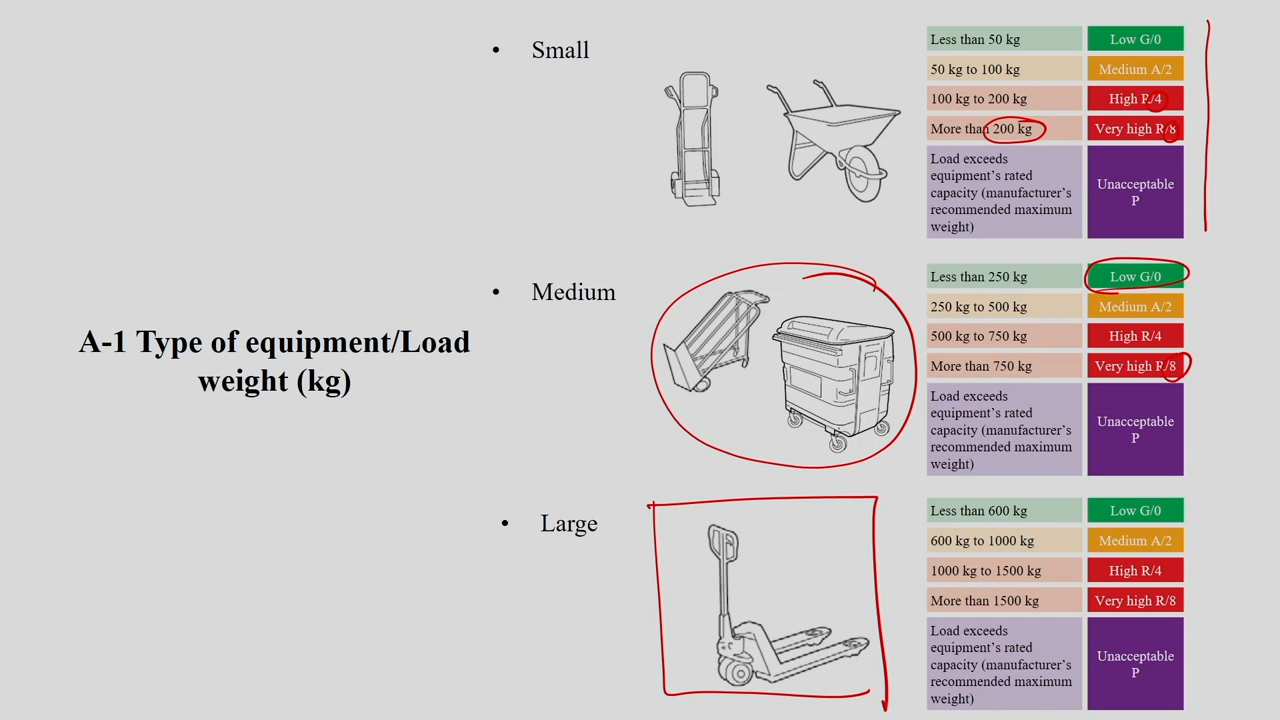 • Small
Less than 50 kg Low G/0
50 kg to 100 kg Medium A/2
100 kg to 200 kg High R/4
More than 200 kg Very high R/8
Load exceeds
equipment's rated
capacity (manufacturer's
recommended maximum
weight)
Unacceptable
P
A-1 Type of equipment/Load
weight (kg)
• Medium
Less than 250 kg Low G/0
250 kg to 500 kg Medium A/2
500 kg to 750 kg High R/4
More than 750 kg Very high R/8
Load exceeds
equipment's rated
capacity (manufacturer's
recommended maximum
weight)
Unacceptable
P
• Large
Less than 600 kg Low G/0
600 kg to 1000 kg Medium A/2
1000 kg to 1500 kg High R/4
More than 1500 kg Very high R/8
Load exceeds
equipment's rated
capacity (manufacturer's
recommended maximum
weight)
Unacceptable
P